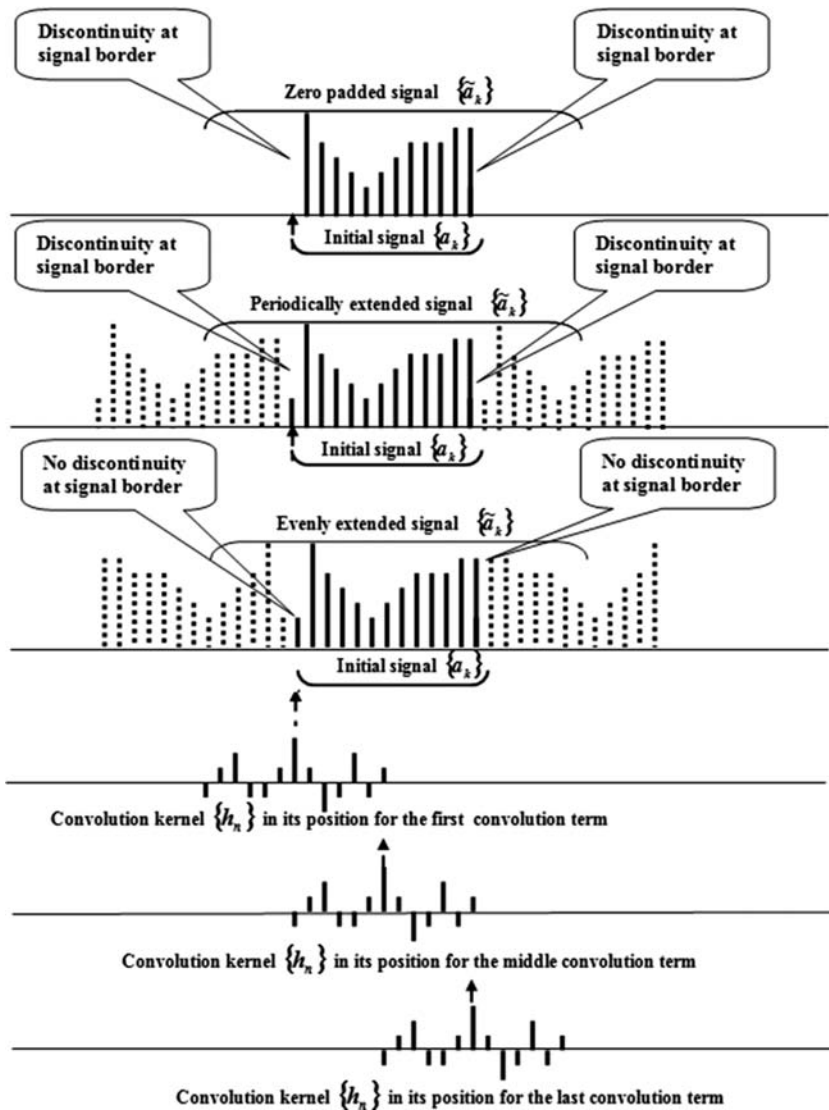 Discontinuity at
signal border
Discontinuity at
signal border
Zero padded signal {ã_k}
Initial signal {a_k}
Discontinuity at
signal border
Discontinuity at
signal border
Periodically extended signal {ã_k}
Initial signal {a_k}
No discontinuity
at signal border
No discontinuity
at signal border
Evenly extended signal {ã_k}
Initial signal {a_k}
Convolution kernel {h_n} in its position for the first convolution term
Convolution kernel {h_n} in its position for the middle convolution term
Convolution kernel {h_n} in its position for the last convolution term